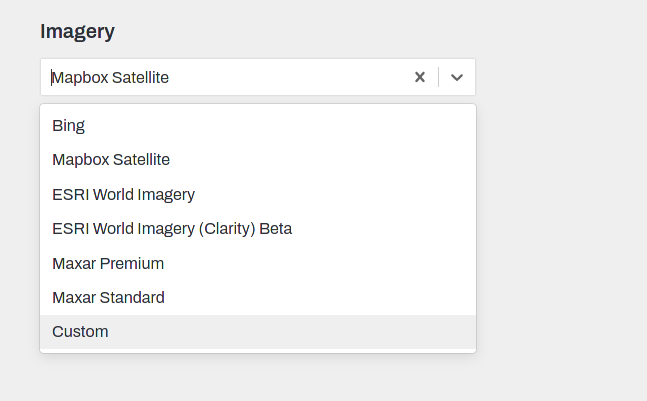 Imagery
Mapbox Satellite
Bing
Mapbox Satellite
ESRI World Imagery
ESRI World Imagery (Clarity) Beta
Maxar Premium
Maxar Standard
Custom